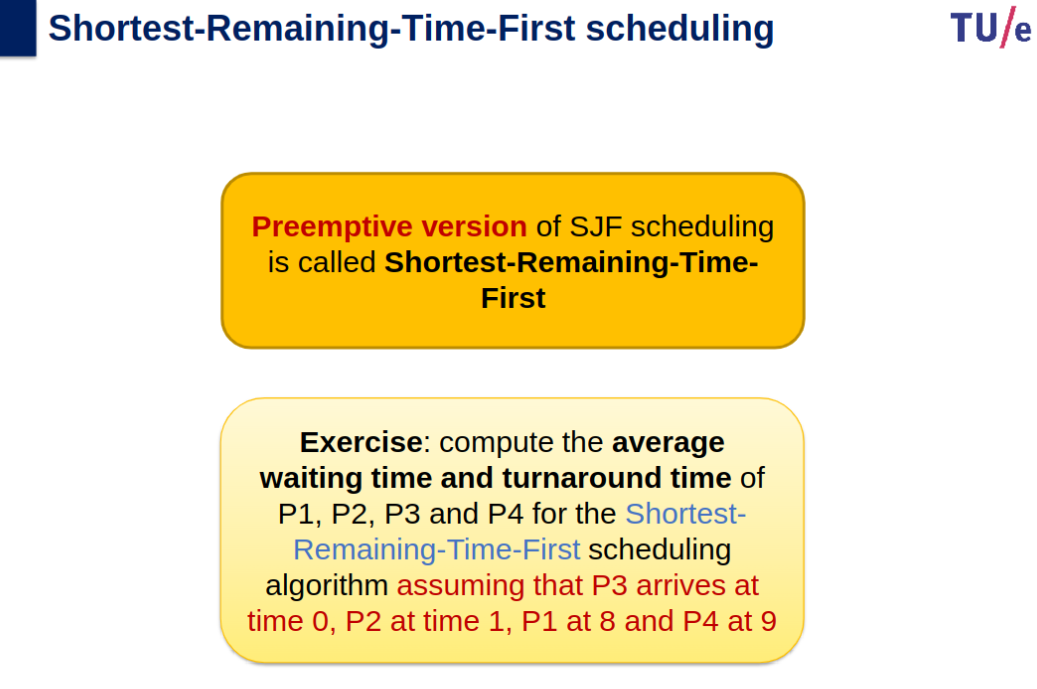 Shortest-Remaining-Time-First scheduling
TU/e
Preemptive version of SJF scheduling
is called Shortest-Remaining-Time-
First
Exercise: compute the average
waiting time and turnaround time of
P1, P2, P3 and P4 for the Shortest-
Remaining-Time-First scheduling
algorithm assuming that P3 arrives at
time 0, P2 at time 1, P1 at 8 and P4 at 9